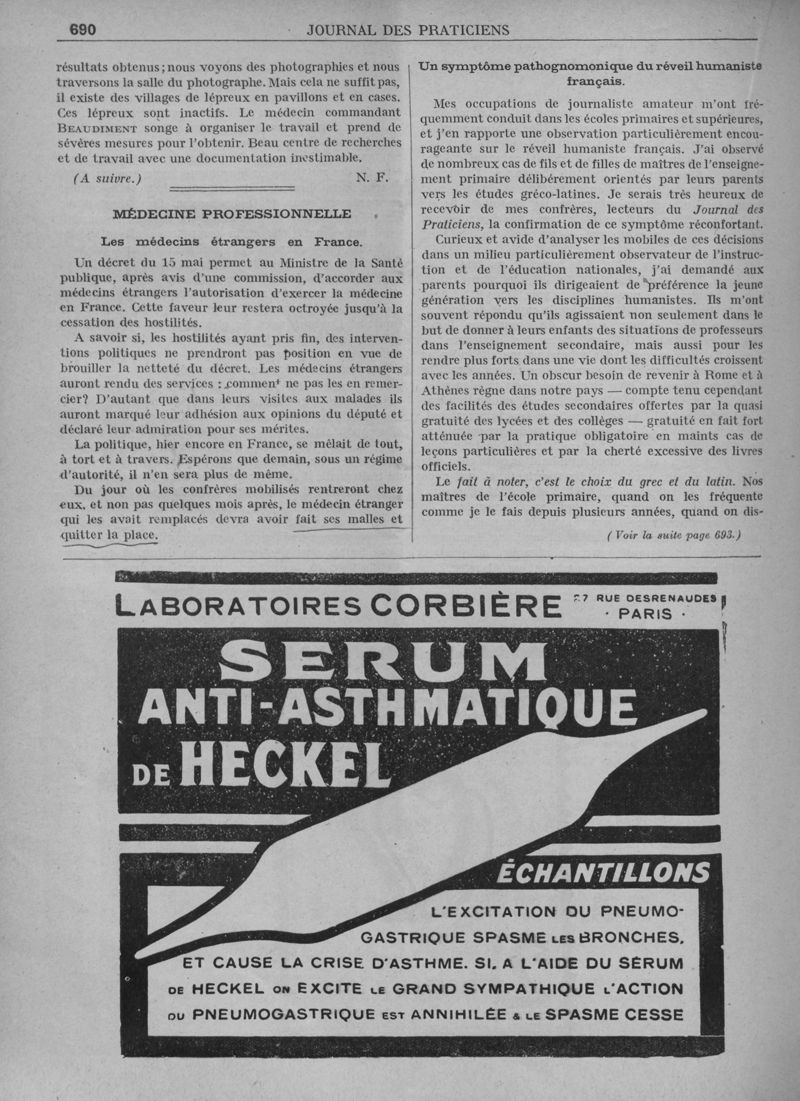 690
JOURNAL DES PRATICIENS
résultats obtenus; nous voyons des photographies et nous
traversons la salle du photographe. Mais cela ne suffit pas,
il existe des villages de lépreux en pavillons et en cases.
Ces lépreux sont inactifs. Le médecin commandant
BEAUDIMENT songe à organiser le travail et prend de
sévères mesures pour l'obtenir. Beau centre de recherches
et de travail avec une documentation inestimable.
(A suivre.) N. F.
MÉDECINE PROFESSIONNELLE
Les médecins étrangers en France.
Un décret du 15 mai permet au Ministre de la Santé
publique, après avis d'une commission, d'accorder aux
médecins étrangers l'autorisation d'exercer la médecine
en France. Cette faveur leur restera octroyée jusqu'à la
cessation des hostilités.
A savoir si, les hostilités ayant pris fin, des interven-
tions politiques ne prendront pas position en vue de
brouiller la netteté du décret. Les médecins étrangers
auront rendu des services : comment ne pas les en remer-
cier? D'autant que dans leurs visites aux malades ils
auront marqué leur adhésion aux opinions du député et
déclaré leur admiration pour ses mérites.
La politique, hier encore en France, se mêlait de tout,
à tort et à travers. Espérons que demain, sous un régime
d'autorité, il n'en sera plus de même.
Du jour où les confrères mobilisés rentreront chez
eux, et non pas quelques mois après, le médecin étranger
qui les avait remplacés devra avoir fait ses malles et
quitter la place.
Un symptôme pathognomonique du réveil humaniste
français.
Mes occupations de journaliste amateur m'ont fré-
quemment conduit dans les écoles primaires et supérieures,
et j'en rapporte une observation particulièrement encou-
rageante sur le réveil humaniste français. J'ai observé
de nombreux cas de fils et de filles de maîtres de l'enseigne-
ment primaire délibérément orientés par leurs parents
vers les études gréco-latines. Je serais très heureux de
recevoir de mes confrères, lecteurs du Journal des
Praticiens, la confirmation de ce symptôme réconfortant.
Curieux et avide d'analyser les mobiles de ces décisions
dans un milieu particulièrement observateur de l'instruc-
tion et de l'éducation nationales, j'ai demandé aux
parents pourquoi ils dirigeaient de préférence la jeune
génération vers les disciplines humanistes. Ils m'ont
souvent répondu qu'ils agissaient non seulement dans le
but de donner à leurs enfants des situations de professeurs
dans l'enseignement secondaire, mais aussi pour les
rendre plus forts dans une vie dont les difficultés croissent
avec les années. Un obscur besoin de revenir à Rome et à
Athènes règne dans notre pays — compte tenu cependant
des facilités des études secondaires offertes par la quasi
gratuité des lycées et des collèges — gratuité en fait fort
atténuée par la pratique obligatoire en maints cas de
leçons particulières et par la cherté excessive des livres
officiels.
Le fait à noter, c'est le choix du grec et du latin. Nos
maîtres de l'école primaire, quand on les fréquente
comme je le fais depuis plusieurs années, quand on dis-
(Voir la suite page 693.)
LABORATOIRES CORBIÈRE 27 RUE DESRENAUDES
· PARIS ·
SERUM
ANTI-ASTHMATIQUE
DE HECKEL
ÉCHANTILLONS
L'EXCITATION DU PNEUMO-
GASTRIQUE SPASME LES BRONCHES,
ET CAUSE LA CRISE D'ASTHME. SI, A L'AIDE DU SÉRUM
DE HECKEL ON EXCITE LE GRAND SYMPATHIQUE L'ACTION
DU PNEUMOGASTRIQUE EST ANNIHILÉE & LE SPASME CESSE